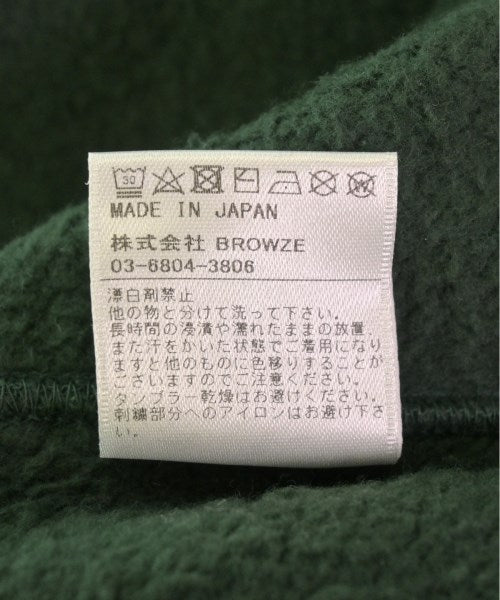 30
MADE IN JAPAN
株式会社 BROWZE
03-6804-3806
漂白剤禁止
他の物と分けて洗って下さい。
長時間の浸漬や濡れたままの放置、
また汗をかいた状態でご着用になり
ますと他のものに色移りすることが
ございますのでご注意ください。
タンブラー乾燥はお避けください。
刺繍部分へのアイロンはお避け下さ
い。